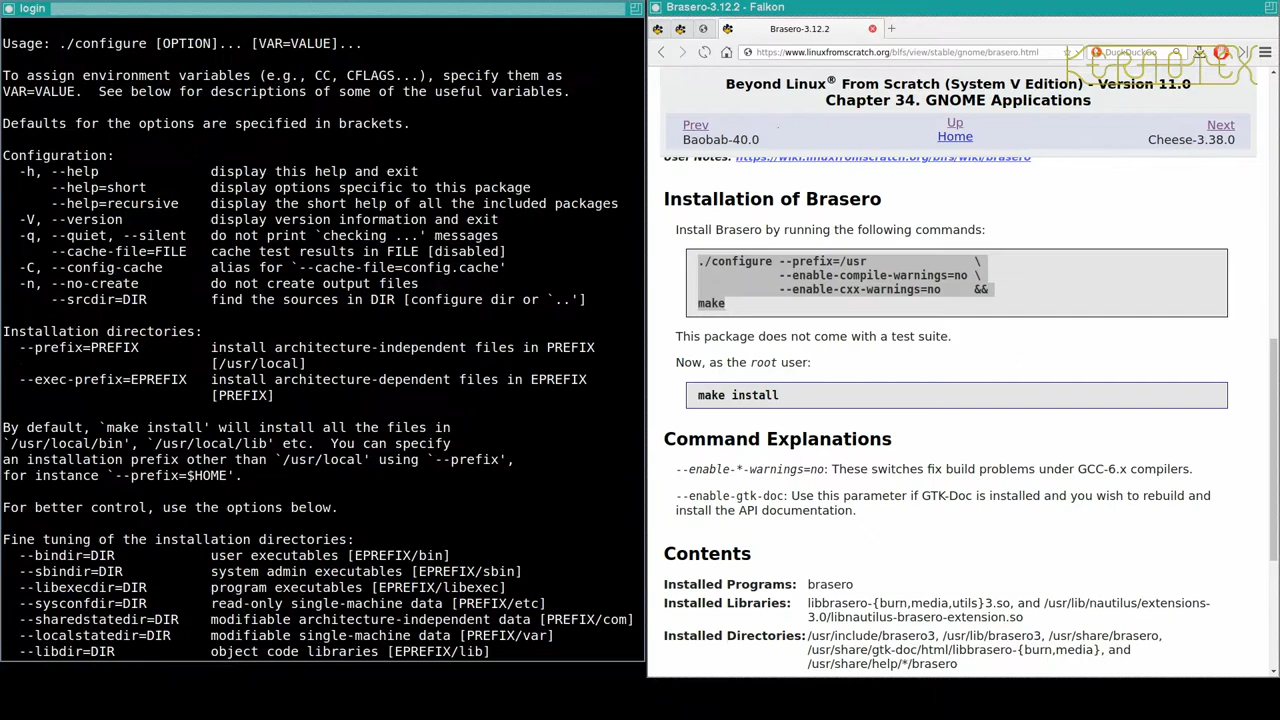 login
Usage: ./configure [OPTION]... [VAR=VALUE]...
To assign environment variables (e.g., CC, CFLAGS...), specify them as
VAR=VALUE.  See below for descriptions of some of the useful variables.
Defaults for the options are specified in brackets.
Configuration:
-h, --help display this help and exit
--help=short display options specific to this package
--help=recursive display the short help of all the included packages
-V, --version display version information and exit
-q, --quiet, --silent do not print `checking ...' messages
--cache-file=FILE cache test results in FILE [disabled]
-C, --config-cache alias for `--cache-file=config.cache'
-n, --no-create do not create output files
--srcdir=DIR find the sources in DIR [configure dir or `..']
Installation directories:
--prefix=PREFIX install architecture-independent files in PREFIX
[/usr/local]
--exec-prefix=EPREFIX install architecture-dependent files in EPREFIX
[PREFIX]
By default, `make install' will install all the files in
`/usr/local/bin', `/usr/local/lib' etc.  You can specify
an installation prefix other than `/usr/local' using `--prefix',
for instance `--prefix=$HOME'.
For better control, use the options below.
Fine tuning of the installation directories:
--bindir=DIR user executables [EPREFIX/bin]
--sbindir=DIR system admin executables [EPREFIX/sbin]
--libexecdir=DIR program executables [EPREFIX/libexec]
--sysconfdir=DIR read-only single-machine data [PREFIX/etc]
--sharedstatedir=DIR modifiable architecture-independent data [PREFIX/com]
--localstatedir=DIR modifiable single-machine data [PREFIX/var]
--libdir=DIR object code libraries [EPREFIX/lib]
Brasero-3.12.2 - Falkon
Brasero-3.12.2
https://www.linuxfromscratch.org/blfs/view/stable/gnome/brasero.html
DuckDuckGo
KERNOTEX
Beyond Linux® From Scratch (System V Edition) - Version 11.0
Chapter 34. GNOME Applications
Prev Up Next
Baobab-40.0 Home Cheese-3.38.0
User Notes: https://wiki.linuxfromscratch.org/blfs/wiki/brasero
Installation of Brasero
Install Brasero by running the following commands:
./configure --prefix=/usr \
--enable-compile-warnings=no \
--enable-cxx-warnings=no &&
make
This package does not come with a test suite.
Now, as the root user:
make install
Command Explanations
--enable-*-warnings=no: These switches fix build problems under GCC-6.x compilers.
--enable-gtk-doc: Use this parameter if GTK-Doc is installed and you wish to rebuild and
install the API documentation.
Contents
Installed Programs: brasero
Installed Libraries: libbrasero-{burn,media,utils}3.so, and /usr/lib/nautilus/extensions-
3.0/libnautilus-brasero-extension.so
Installed Directories: /usr/include/brasero3, /usr/lib/brasero3, /usr/share/brasero,
/usr/share/gtk-doc/html/libbrasero-{burn,media}, and
/usr/share/help/*/brasero